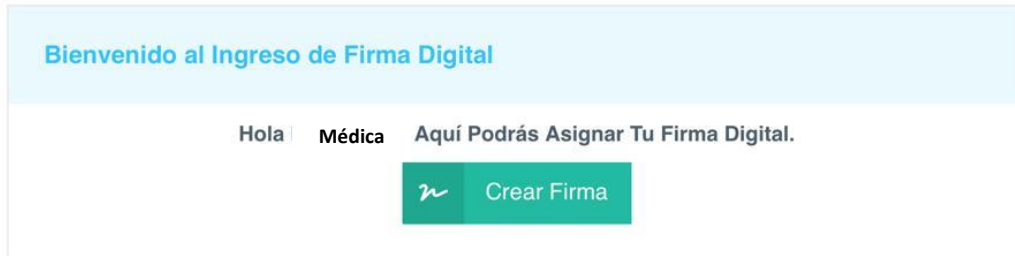 Bienvenido al Ingreso de Firma Digital
Hola Médica Aquí Podrás Asignar Tu Firma Digital.
Crear Firma